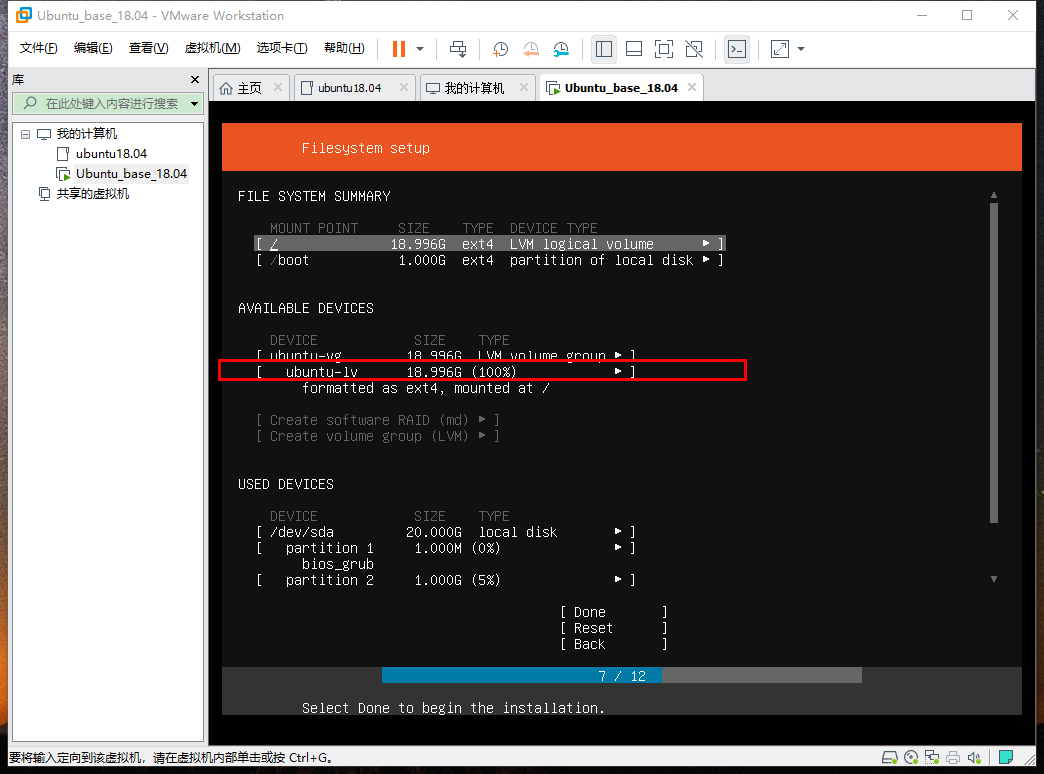 Ubuntu_base_18.04 - VMware Workstation
文件(F) 编辑(E) 查看(V) 虚拟机(M) 选项卡(T) 帮助(H)
库
在此处键入内容进行搜索
我的计算机
ubuntu18.04
Ubuntu_base_18.04
共享的虚拟机
主页 ubuntu18.04 我的计算机 Ubuntu_base_18.04
Filesystem setup
FILE SYSTEM SUMMARY
MOUNT POINT SIZE TYPE DEVICE TYPE
[ / 18.996G ext4 LVM logical volume ▸ ]
[ /boot 1.000G ext4 partition of local disk ▸ ]
AVAILABLE DEVICES
DEVICE SIZE TYPE
[ ubuntu-vg 18.996G LVM volume group ▸ ]
[ ubuntu-lv 18.996G (100%) ▸ ]
formatted as ext4, mounted at /
[ Create software RAID (md) ▸ ]
[ Create volume group (LVM) ▸ ]
USED DEVICES
DEVICE SIZE TYPE
[ /dev/sda 20.000G local disk ▸ ]
[ partition 1 1.000M (0%) ▸ ]
bios_grub
[ partition 2 1.000G (5%) ▸ ]
[ Done ]
[ Reset ]
[ Back ]
7 / 12
Select Done to begin the installation.
要将输入定向到该虚拟机，请在虚拟机内部单击或按 Ctrl+G。